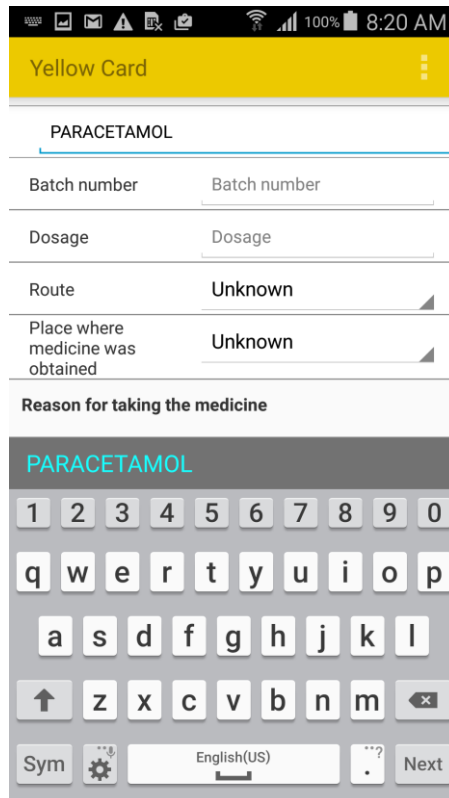 100% 8:20 AM
Yellow Card
PARACETAMOL
Batch number Batch number
Dosage Dosage
Route Unknown
Place where
medicine was
obtained
Unknown
Reason for taking the medicine
PARACETAMOL
1 2 3 4 5 6 7 8 9 0
q w e r t y u i o p
a s d f g h j k l
z x c v b n m
Sym English(US) . Next